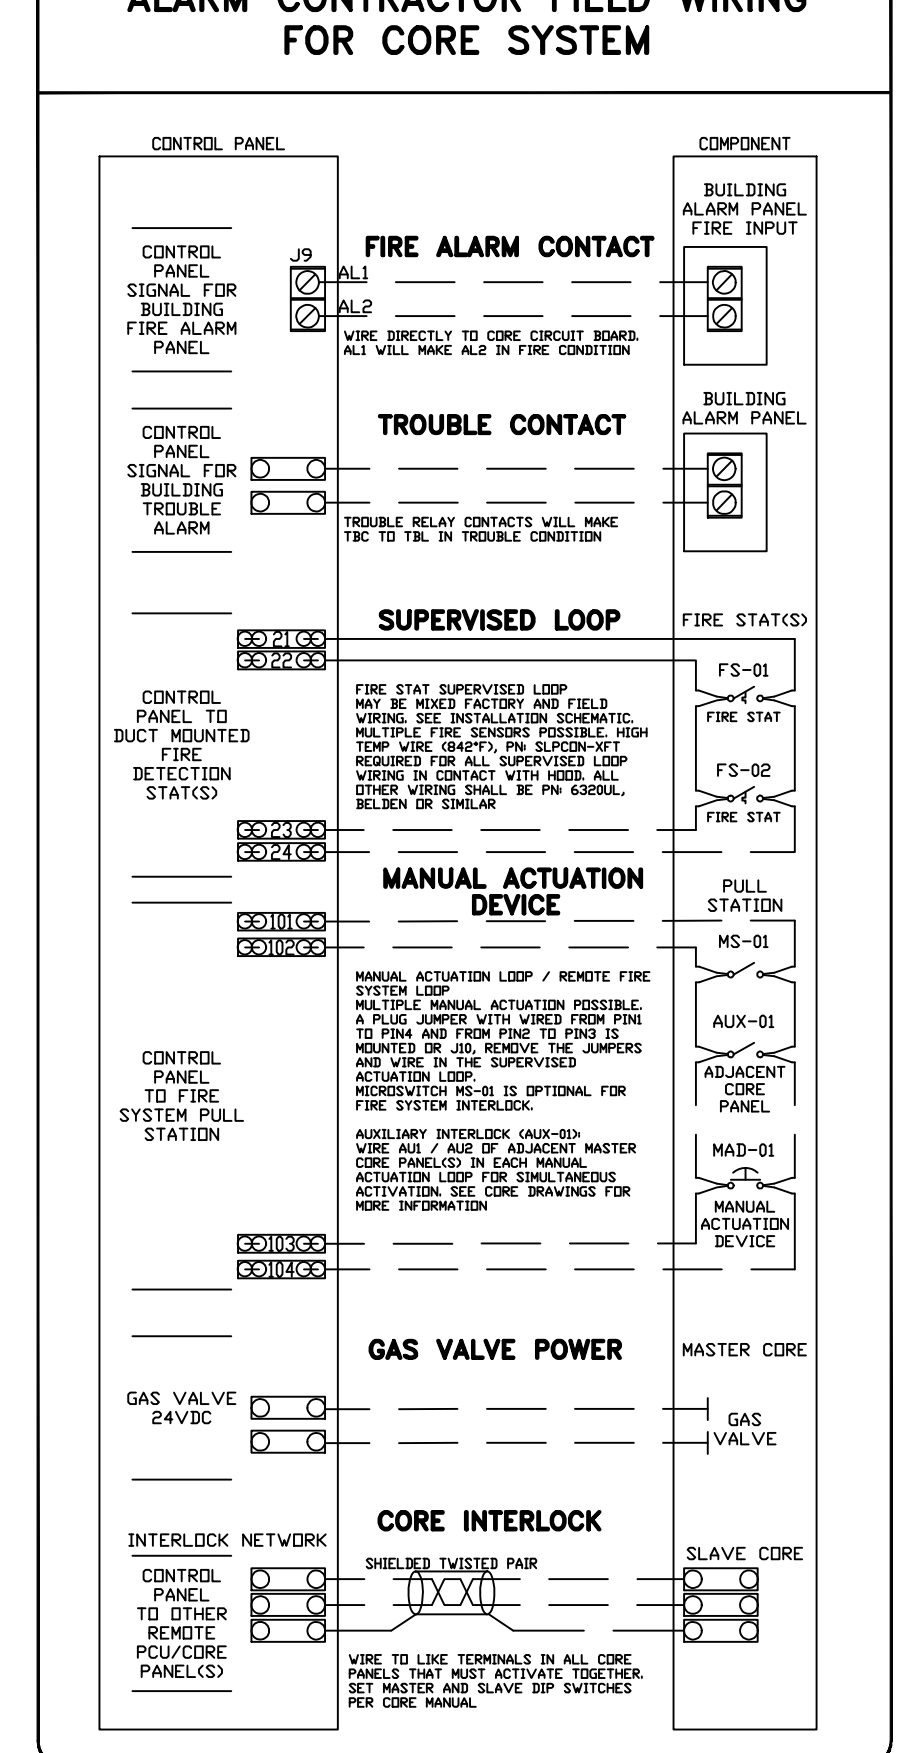 ALARM CONTRACTOR FIELD WIRING
FOR CORE SYSTEM
CONTROL PANEL
COMPONENT
BUILDING
ALARM PANEL
FIRE INPUT
FIRE ALARM CONTACT
CONTROL
PANEL
SIGNAL FOR
BUILDING
FIRE ALARM
PANEL
J9
AL1
AL2
WIRE DIRECTLY TO CORE CIRCUIT BOARD.
AL1 WILL MAKE AL2 IN FIRE CONDITION
BUILDING
ALARM PANEL
TROUBLE CONTACT
CONTROL
PANEL
SIGNAL FOR
BUILDING
TROUBLE
ALARM
TROUBLE RELAY CONTACTS WILL MAKE
TBC TO TBL IN TROUBLE CONDITION
SUPERVISED LOOP
FIRE STAT(S)
21
22
FS-01
FIRE STAT
FS-02
FIRE STAT
CONTROL
PANEL TO
DUCT MOUNTED
FIRE
DETECTION
STAT(S)
FIRE STAT SUPERVISED LOOP
MAY BE MIXED FACTORY AND FIELD
WIRING. SEE INSTALLATION SCHEMATIC.
MULTIPLE FIRE SENSORS POSSIBLE. HIGH
TEMP WIRE (842°F), PN: SLPCON-XFT
REQUIRED FOR ALL SUPERVISED LOOP
WIRING IN CONTACT WITH HOOD. ALL
OTHER WIRING SHALL BE PN: 6320UL,
BELDEN OR SIMILAR
23
24
MANUAL ACTUATION
DEVICE
PULL
STATION
101
102
MS-01
AUX-01
ADJACENT
CORE
PANEL
MAD-01
MANUAL
ACTUATION
DEVICE
CONTROL
PANEL
TO FIRE
SYSTEM PULL
STATION
MANUAL ACTUATION LOOP / REMOTE FIRE
SYSTEM LOOP
MULTIPLE MANUAL ACTUATION POSSIBLE.
A PLUG JUMPER WITH WIRED FROM PIN1
TO PIN4 AND FROM PIN2 TO PIN3 IS
MOUNTED OR J10, REMOVE THE JUMPERS
AND WIRE IN THE SUPERVISED
ACTUATION LOOP.
MICROSWITCH MS-01 IS OPTIONAL FOR
FIRE SYSTEM INTERLOCK.
AUXILIARY INTERLOCK (AUX-01):
WIRE AU1 / AU2 OF ADJACENT MASTER
CORE PANEL(S) IN EACH MANUAL
ACTUATION LOOP FOR SIMULTANEOUS
ACTIVATION. SEE CORE DRAWINGS FOR
MORE INFORMATION
103
104
GAS VALVE POWER
MASTER CORE
GAS VALVE
24VDC
GAS
VALVE
CORE INTERLOCK
INTERLOCK NETWORK
SLAVE CORE
SHIELDED TWISTED PAIR
CONTROL
PANEL
TO OTHER
REMOTE
PCU/CORE
PANEL(S)
WIRE TO LIKE TERMINALS IN ALL CORE
PANELS THAT MUST ACTIVATE TOGETHER.
SET MASTER AND SLAVE DIP SWITCHES
PER CORE MANUAL